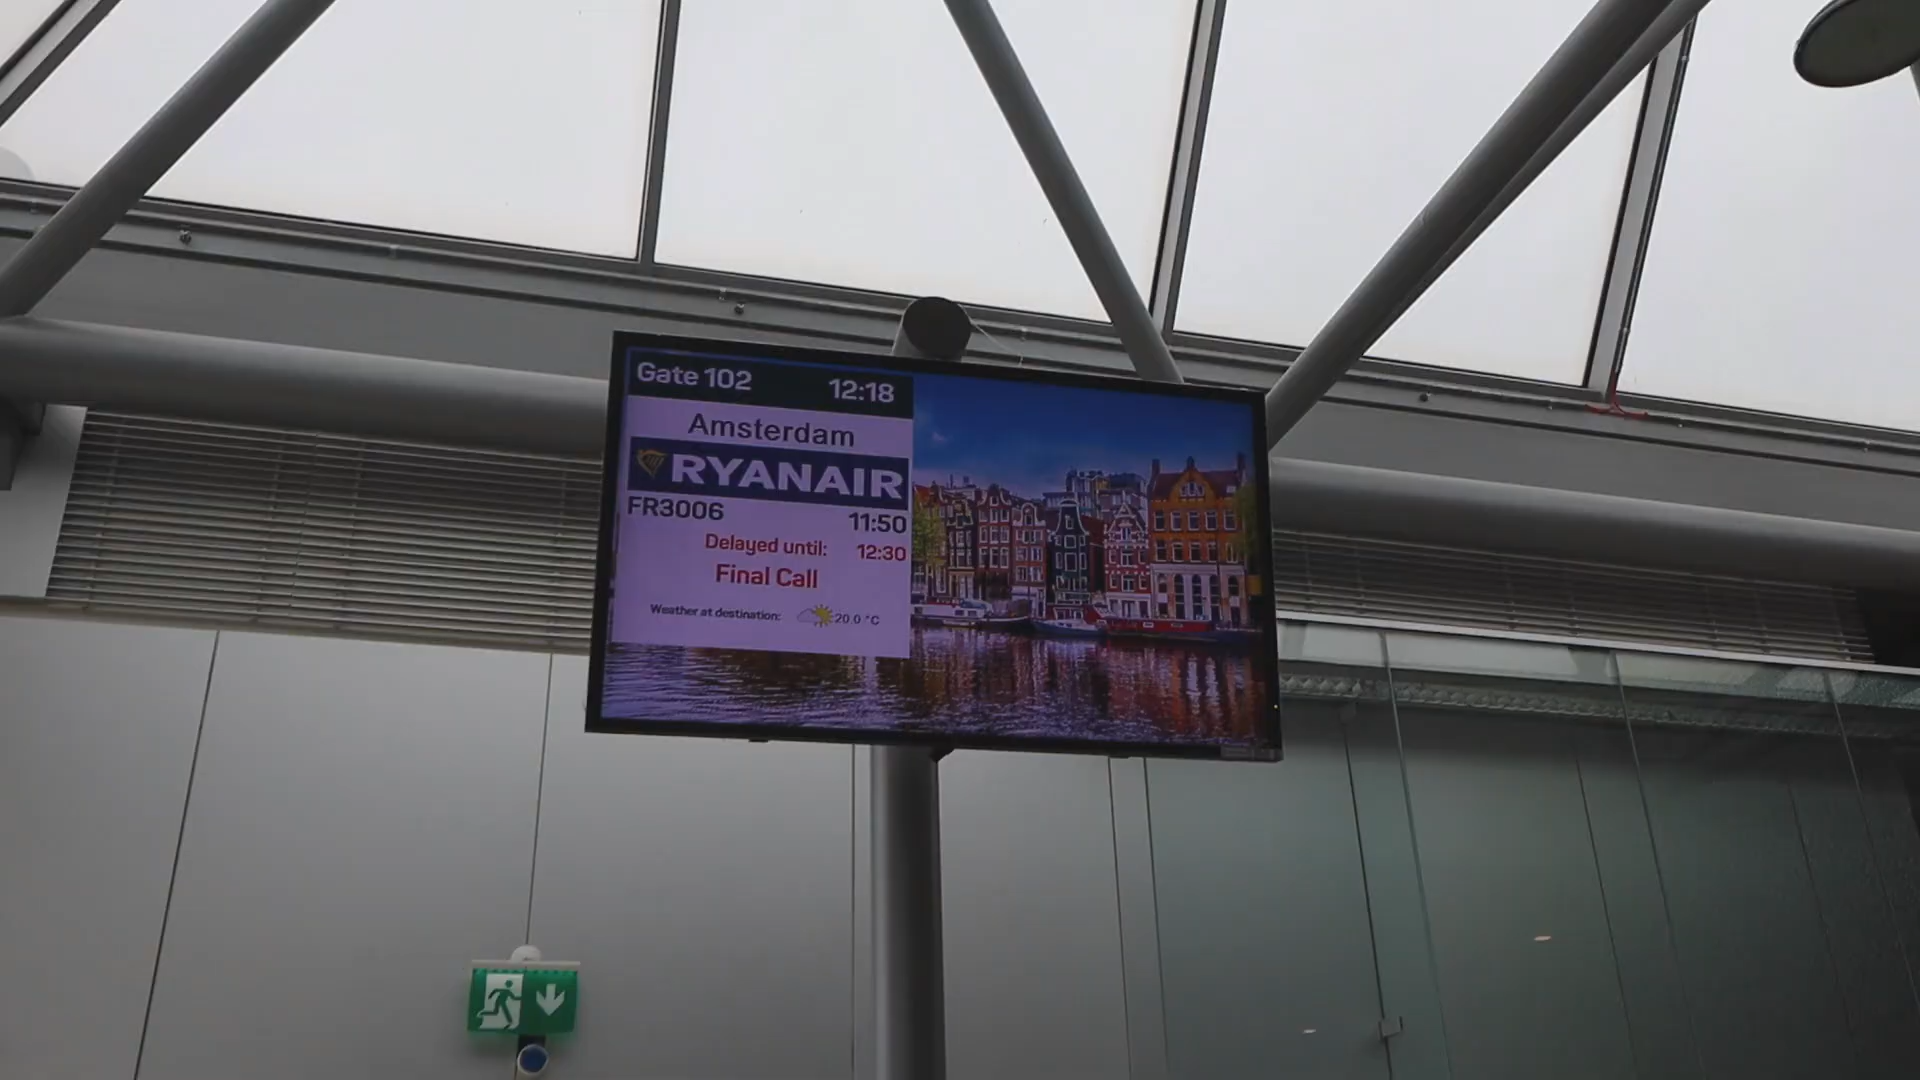 Gate 102 12:18
Amsterdam
RYANAIR
FR3006 11:50
Delayed until: 12:30
Final Call
Weather at destination: 20.0 °C